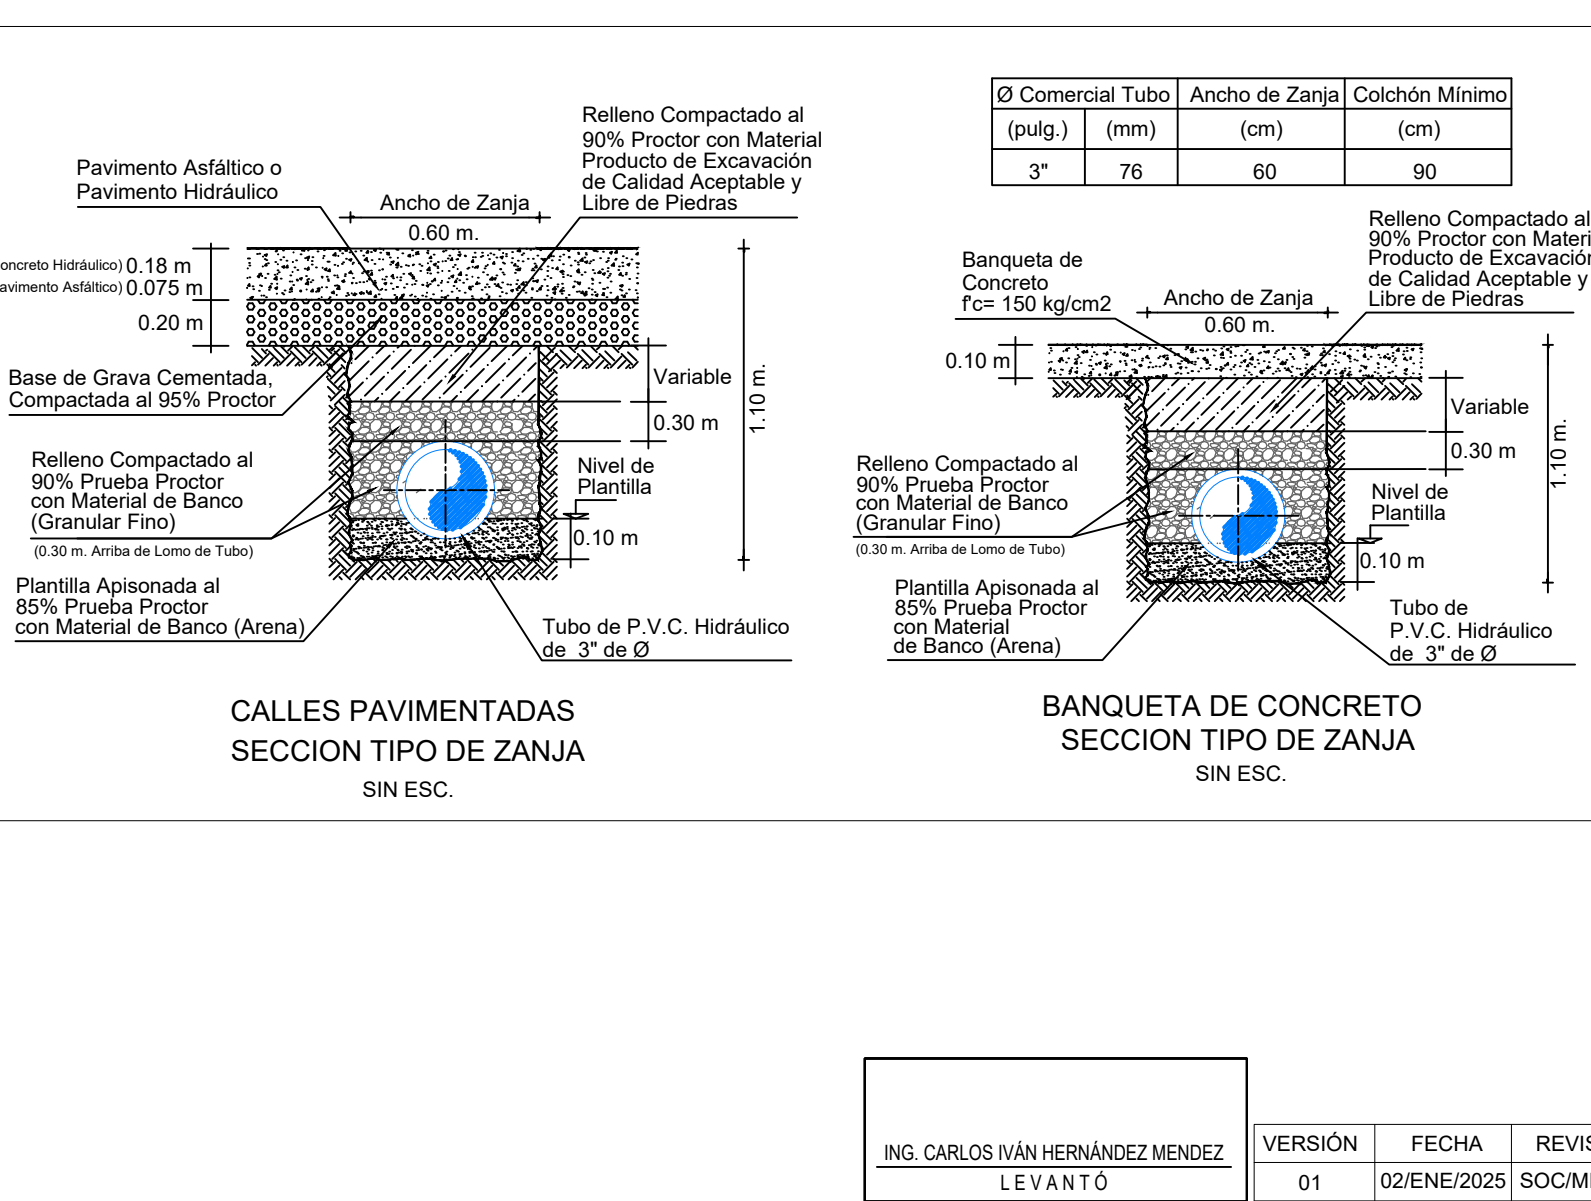 Pavimento Asfáltico o
Pavimento Hidráulico
Ancho de Zanja
0.60 m.
Relleno Compactado al
90% Proctor con Material
Producto de Excavación
de Calidad Aceptable y
Libre de Piedras
oncreto Hidráulico) 0.18 m
avimento Asfáltico) 0.075 m
0.20 m
Base de Grava Cementada,
Compactada al 95% Proctor
Variable
0.30 m
1.10 m.
Relleno Compactado al
90% Prueba Proctor
con Material de Banco
(Granular Fino)
(0.30 m. Arriba de Lomo de Tubo)
Nivel de
Plantilla
0.10 m
Plantilla Apisonada al
85% Prueba Proctor
con Material de Banco (Arena)
Tubo de P.V.C. Hidráulico
de 3" de Ø
CALLES PAVIMENTADAS
SECCION TIPO DE ZANJA
SIN ESC.
Ø Comercial Tubo Ancho de Zanja Colchón Mínimo
(pulg.) (mm) (cm) (cm)
3" 76 60 90
Banqueta de
Concreto
f'c= 150 kg/cm2
Ancho de Zanja
0.60 m.
Relleno Compactado al
90% Proctor con Materi
Producto de Excavación
de Calidad Aceptable y
Libre de Piedras
0.10 m
Variable
0.30 m
1.10 m.
Relleno Compactado al
90% Prueba Proctor
con Material de Banco
(Granular Fino)
(0.30 m. Arriba de Lomo de Tubo)
Nivel de
Plantilla
0.10 m
Plantilla Apisonada al
85% Prueba Proctor
con Material
de Banco (Arena)
Tubo de
P.V.C. Hidráulico
de 3" de Ø
BANQUETA DE CONCRETO
SECCION TIPO DE ZANJA
SIN ESC.
ING. CARLOS IVÁN HERNÁNDEZ MENDEZ
LEVANTÓ
VERSIÓN FECHA REVIS
01 02/ENE/2025 SOC/M